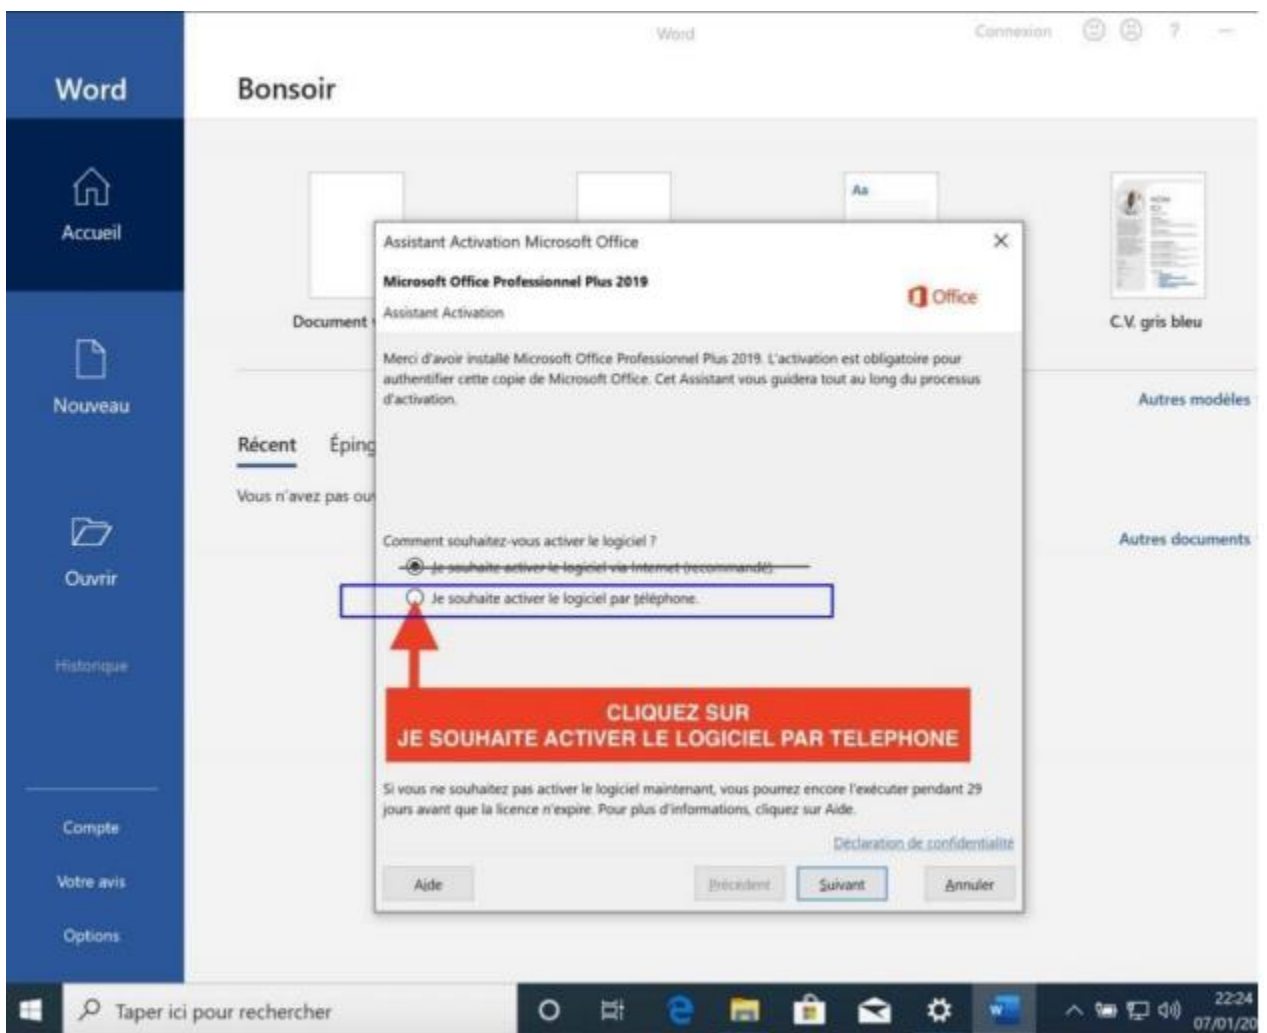 Word
Connexion
?
Word
Bonsoir
Accueil
Aa
Assistant Activation Microsoft Office
Microsoft Office Professionnel Plus 2019
Office
Assistant Activation
Document
C.V. gris bleu
Merci d'avoir installé Microsoft Office Professionnel Plus 2019. L'activation est obligatoire pour
authentifier cette copie de Microsoft Office. Cet Assistant vous guidera tout au long du processus
d'activation.
Nouveau
Autres modèles
Récent Éping
Vous n'avez pas ou
Comment souhaitez-vous activer le logiciel ?
Autres documents
Je souhaite activer le logiciel via Internet (recommandé).
Ouvrir
Je souhaite activer le logiciel par téléphone.
Historique
CLIQUEZ SUR
JE SOUHAITE ACTIVER LE LOGICIEL PAR TELEPHONE
Si vous ne souhaitez pas activer le logiciel maintenant, vous pourrez encore l'exécuter pendant 29
jours avant que la licence n'expire. Pour plus d'informations, cliquez sur Aide.
Compte
Déclaration de confidentialité
Votre avis
Aide Précédent Suivant Annuler
Options
Taper ici pour rechercher
22:24
07/01/20